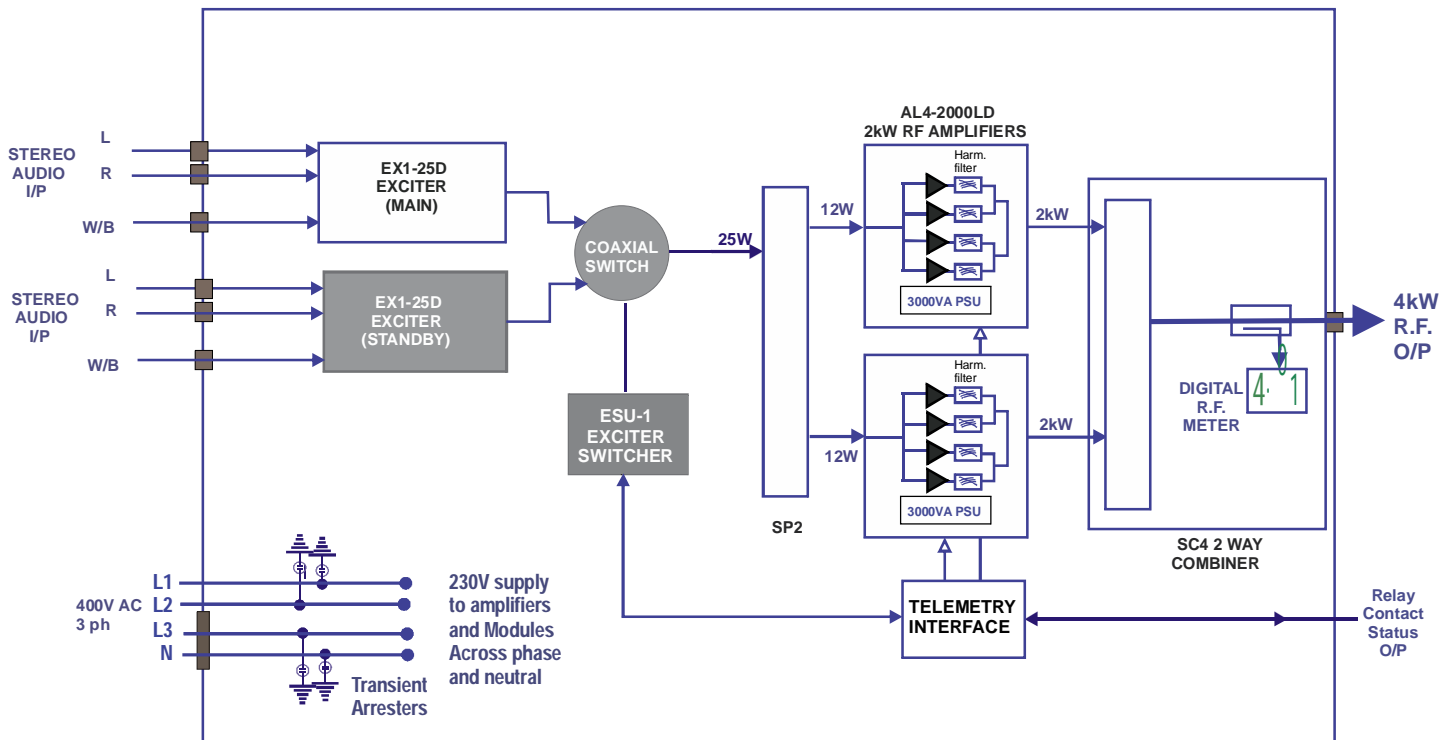 STEREO
AUDIO
I/P
L
R
W/B
EX1-25D
EXCITER
(MAIN)
STEREO
AUDIO
I/P
L
R
W/B
EX1-25D
EXCITER
(STANDBY)
COAXIAL
SWITCH
ESU-1
EXCITER
SWITCHER
25W
SP2
12W
12W
AL4-2000LD
2kW RF AMPLIFIERS
Harm.
filter
3000VA PSU
Harm.
filter
3000VA PSU
2kW
2kW
SC4 2 WAY
COMBINER
DIGITAL
R.F.
METER
4KW
R.F.
O/P
400V AC
3 ph
L1
L2
L3
N
230V supply
to amplifiers
and Modules
Across phase
and neutral
Transient
Arresters
TELEMETRY
INTERFACE
Relay
Contact
Status
O/P